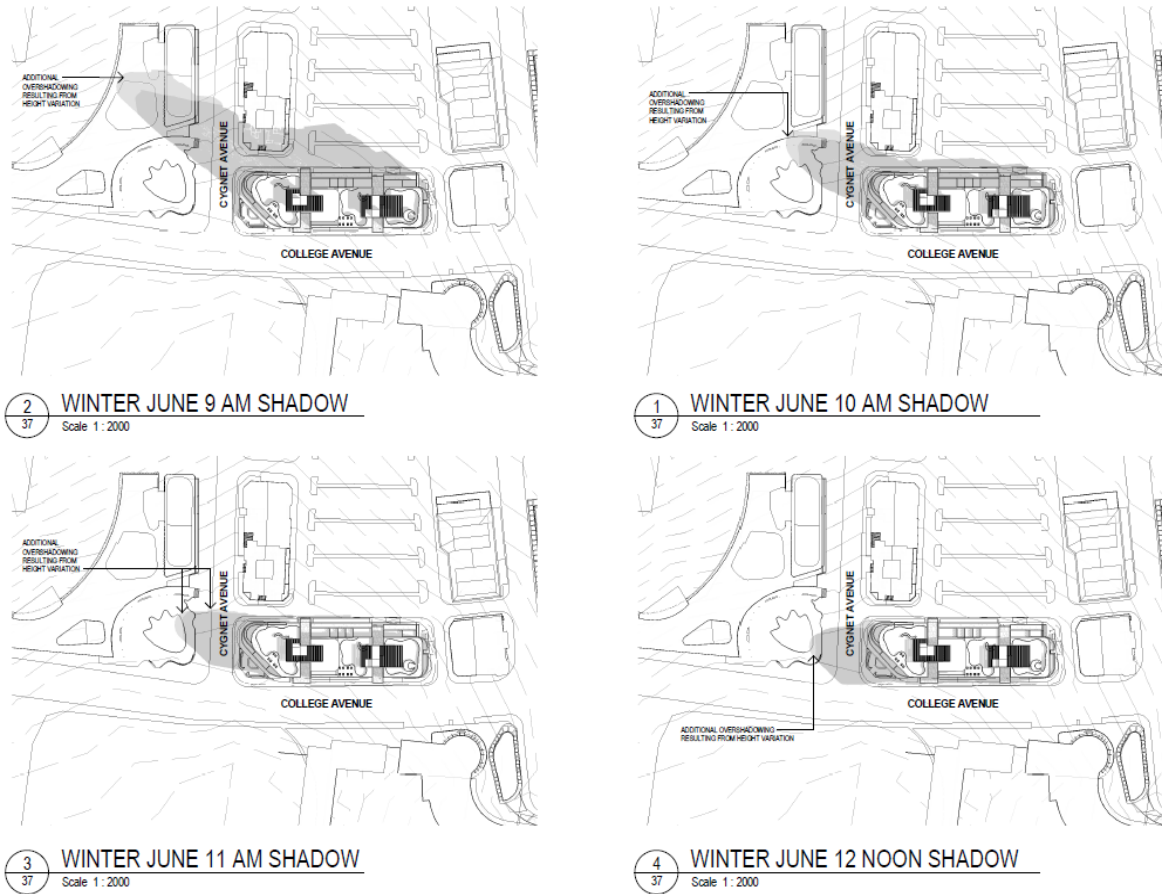 ADDITIONAL
OVERSHADOWING
RESULTING FROM
HEIGHT VARIATION
CYGNET AVENUE
COLLEGE AVENUE
2
37
WINTER JUNE 9 AM SHADOW
Scale 1 : 2000
ADDITIONAL
OVERSHADOWING
RESULTING FROM
HEIGHT VARIATION
CYGNET AVENUE
COLLEGE AVENUE
1
37
WINTER JUNE 10 AM SHADOW
Scale 1 : 2000
ADDITIONAL
OVERSHADOWING
RESULTING FROM
HEIGHT VARIATION
CYGNET AVENUE
COLLEGE AVENUE
3
37
WINTER JUNE 11 AM SHADOW
Scale 1 : 2000
CYGNET AVENUE
COLLEGE AVENUE
ADDITIONAL OVERSHADOWING
RESULTING FROM HEIGHT VARIATION
4
37
WINTER JUNE 12 NOON SHADOW
Scale 1 : 2000